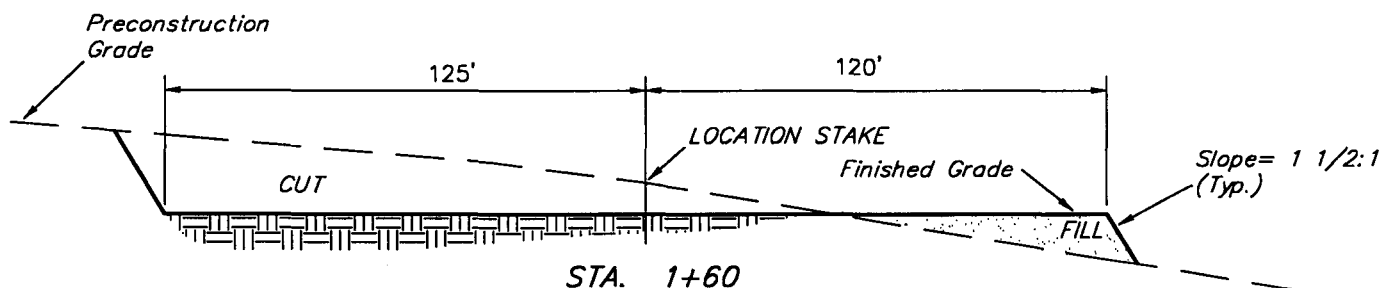 Preconstruction
Grade
125'
120'
LOCATION STAKE
Finished Grade
Slope= 1 1/2:1
(Typ.)
CUT
FILL
STA. 1+60